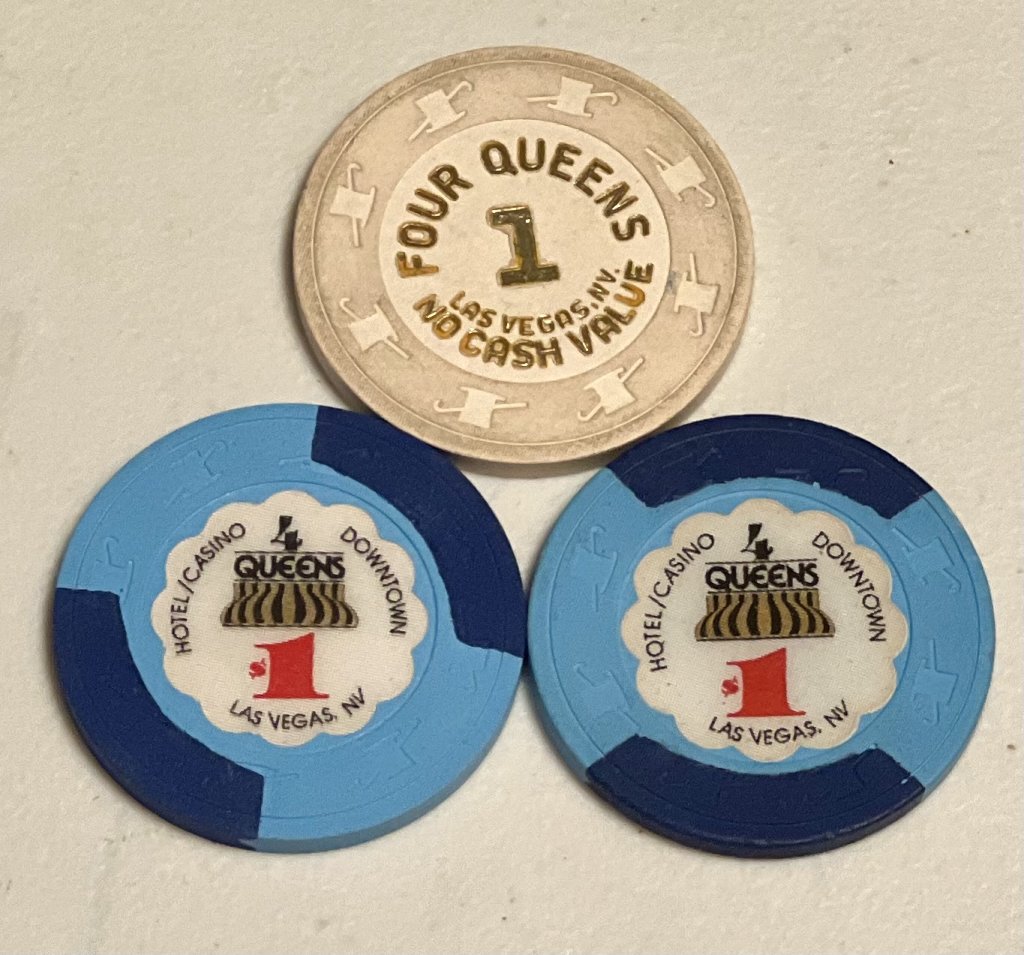 FOUR QUEENS
1
LAS VEGAS, NV.
NO CASH VALUE
HOTEL/CASINO
4
QUEENS
DOWNTOWN
$1
LAS VEGAS, NV
HOTEL/CASINO
4
QUEENS
DOWNTOWN
$1
LAS VEGAS, NV